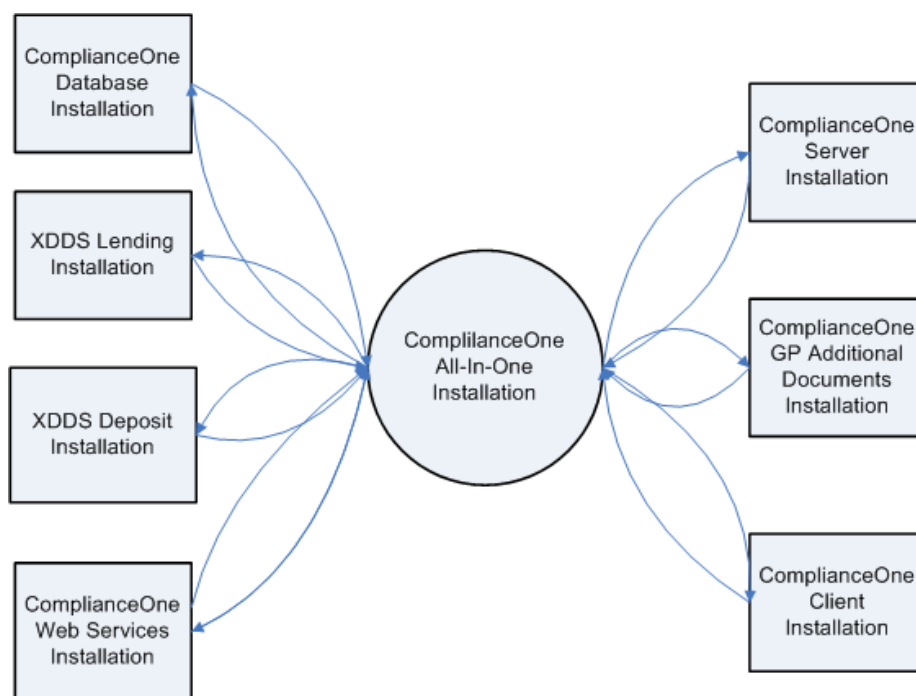 ComplianceOne
Database
Installation
XDDS Lending
Installation
XDDS Deposit
Installation
ComplianceOne
Web Services
Installation
ComplilanceOne
All-In-One
Installation
ComplianceOne
Server
Installation
ComplianceOne
GP Additional
Documents
Installation
ComplianceOne
Client
Installation